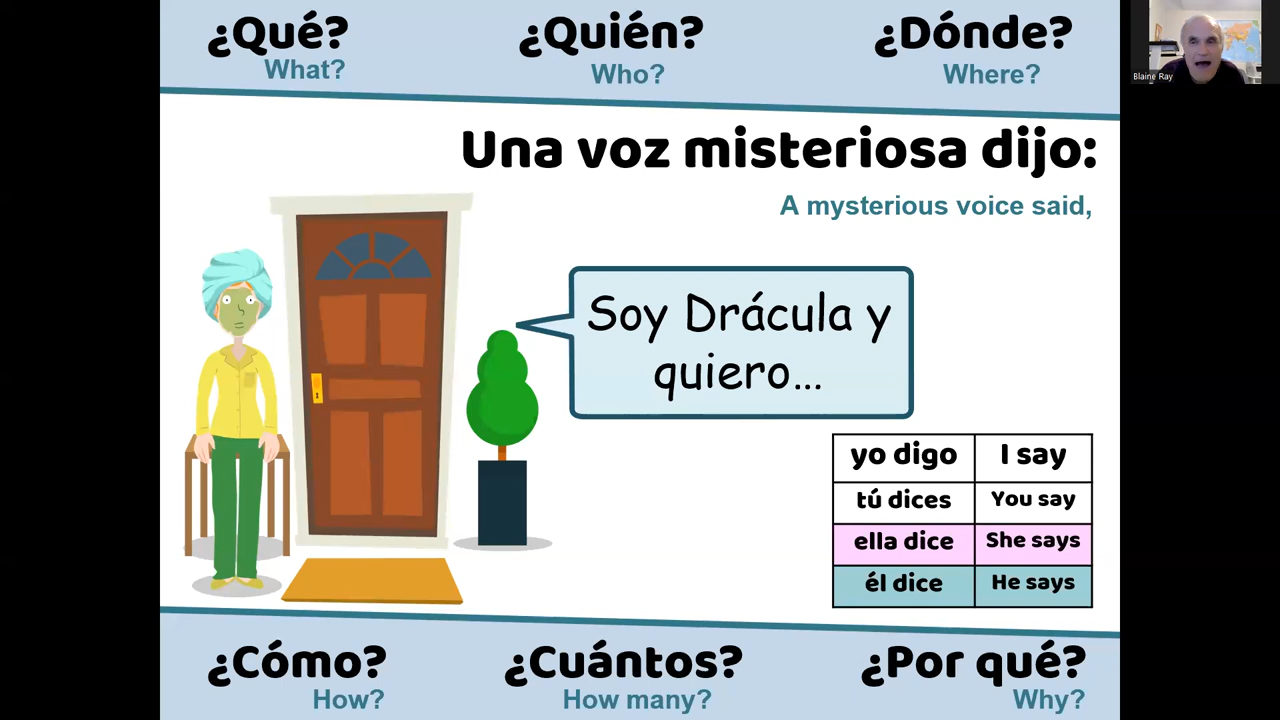 ¿Qué?
What?
¿Quién?
Who?
¿Dónde?
Where?
Blaine Ray
Una voz misteriosa dijo:
A mysterious voice said,
Soy Drácula y
quiero...
yo digo I say
tú dices You say
ella dice She says
él dice He says
¿Cómo?
How?
¿Cuántos?
How many?
¿Por qué?
Why?